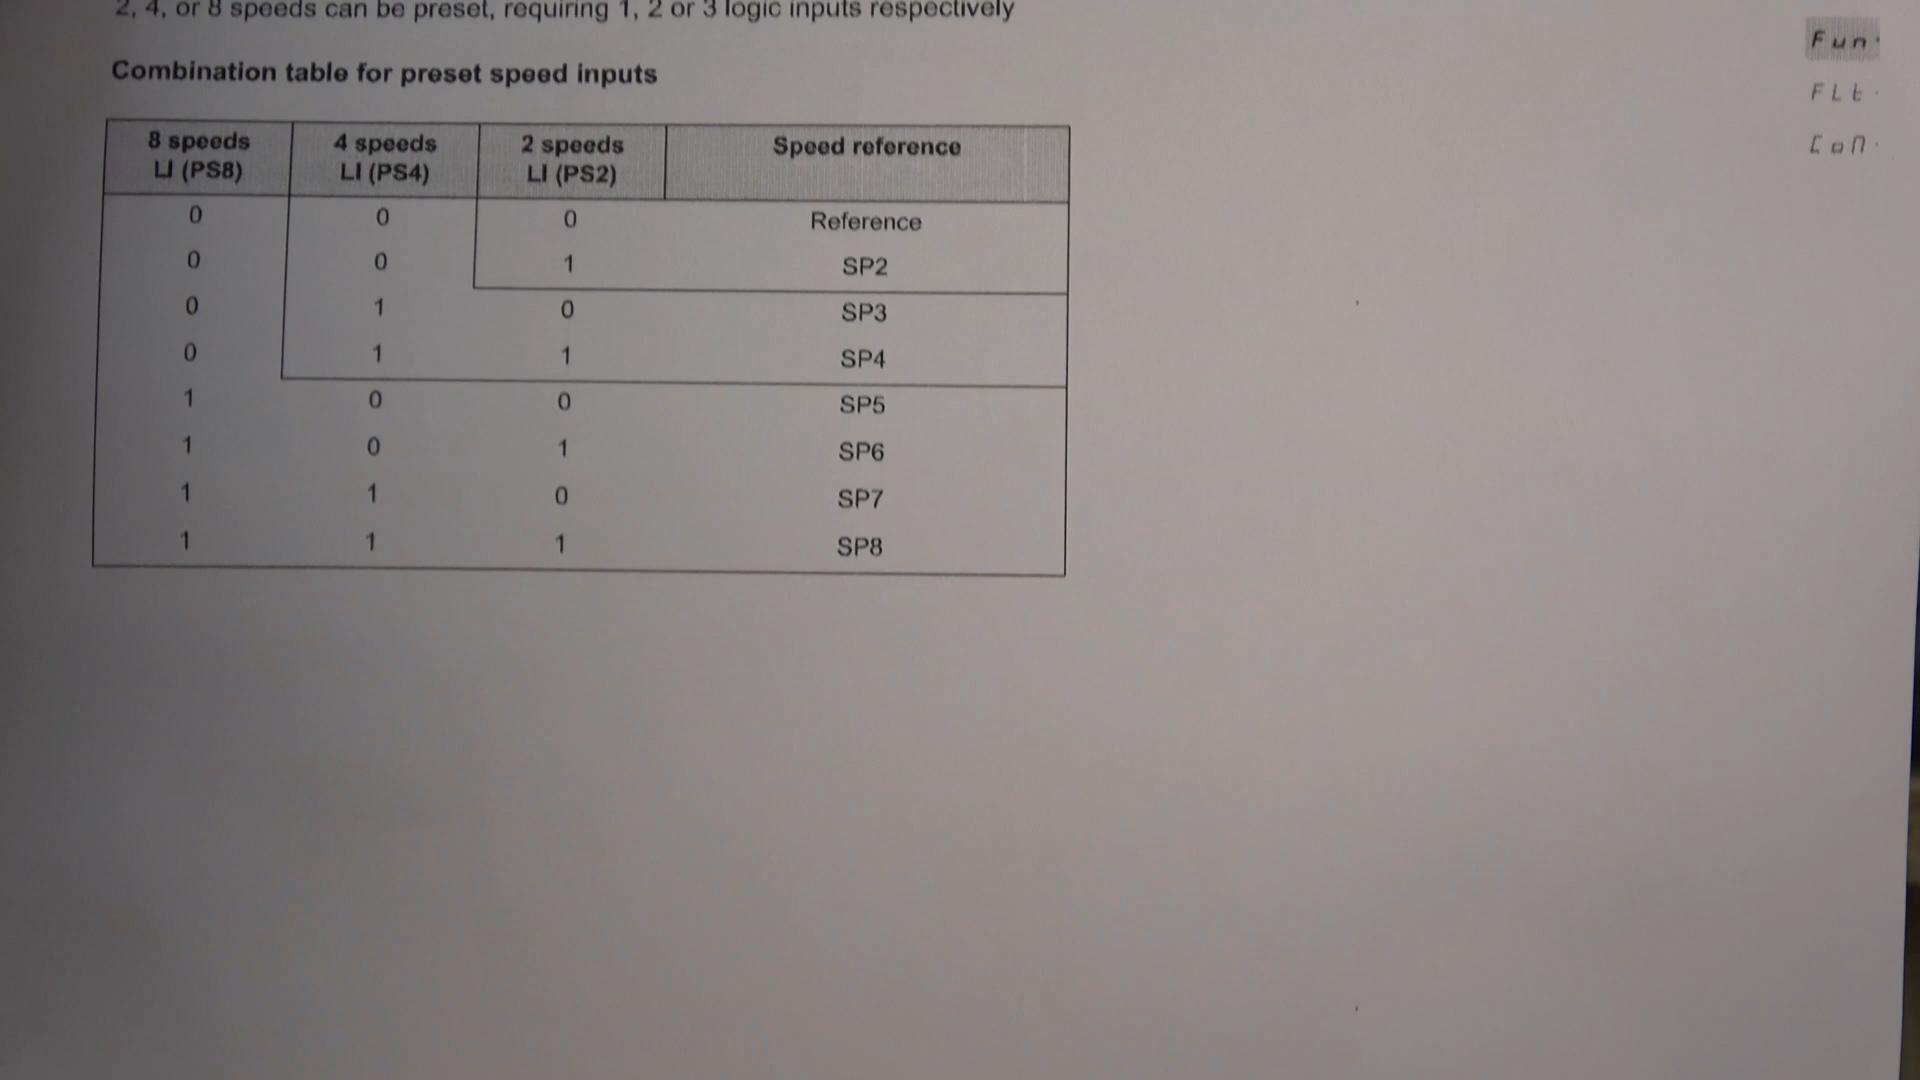 2, 4, or 8 speeds can be preset, requiring 1, 2 or 3 logic inputs respectively
Combination table for preset speed inputs
8 speeds LI (PS8) 4 speeds LI (PS4) 2 speeds LI (PS2) Speed reference
0 0 0 Reference
0 0 1 SP2
0 1 0 SP3
0 1 1 SP4
1 0 0 SP5
1 0 1 SP6
1 1 0 SP7
1 1 1 SP8
Fun-
FLt-
Con-